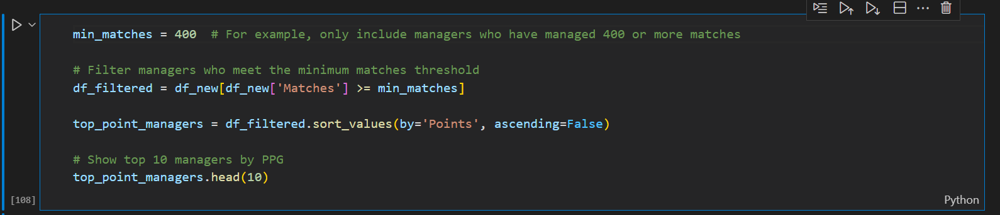 min_matches = 400  # For example, only include managers who have managed 400 or more matches
# Filter managers who meet the minimum matches threshold
df_filtered = df_new[df_new['Matches'] >= min_matches]
top_point_managers = df_filtered.sort_values(by='Points', ascending=False)
# Show top 10 managers by PPG
top_point_managers.head(10)
[108]
Python